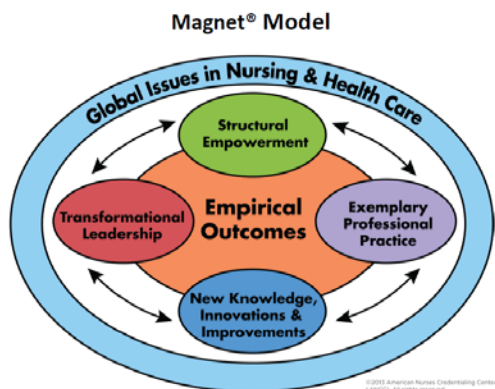 Magnet® Model
Global Issues in Nursing & Health Care
Structural
Empowerment
Transformational
Leadership
Empirical
Outcomes
Exemplary
Professional
Practice
New Knowledge,
Innovations &
Improvements
©2013 American Nurses Credentialing